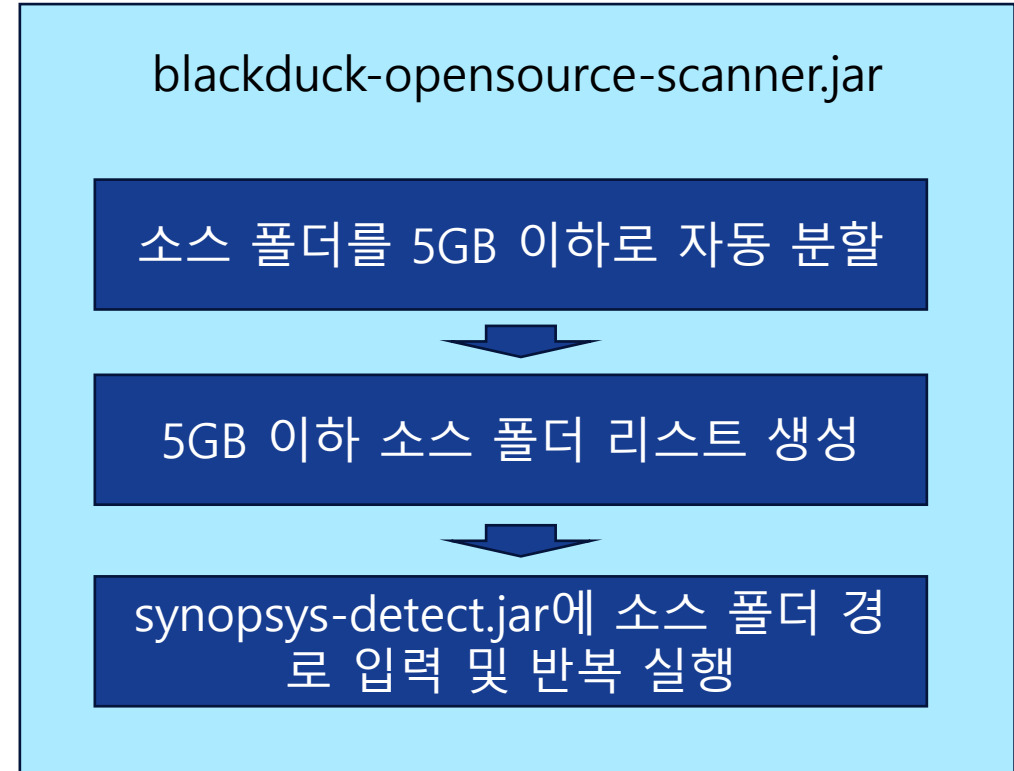 blackduck-opensource-scanner.jar
소스 폴더를 5GB 이하로 자동 분할
5GB 이하 소스 폴더 리스트 생성
synopsys-detect.jar에 소스 폴더 경
로 입력 및 반복 실행